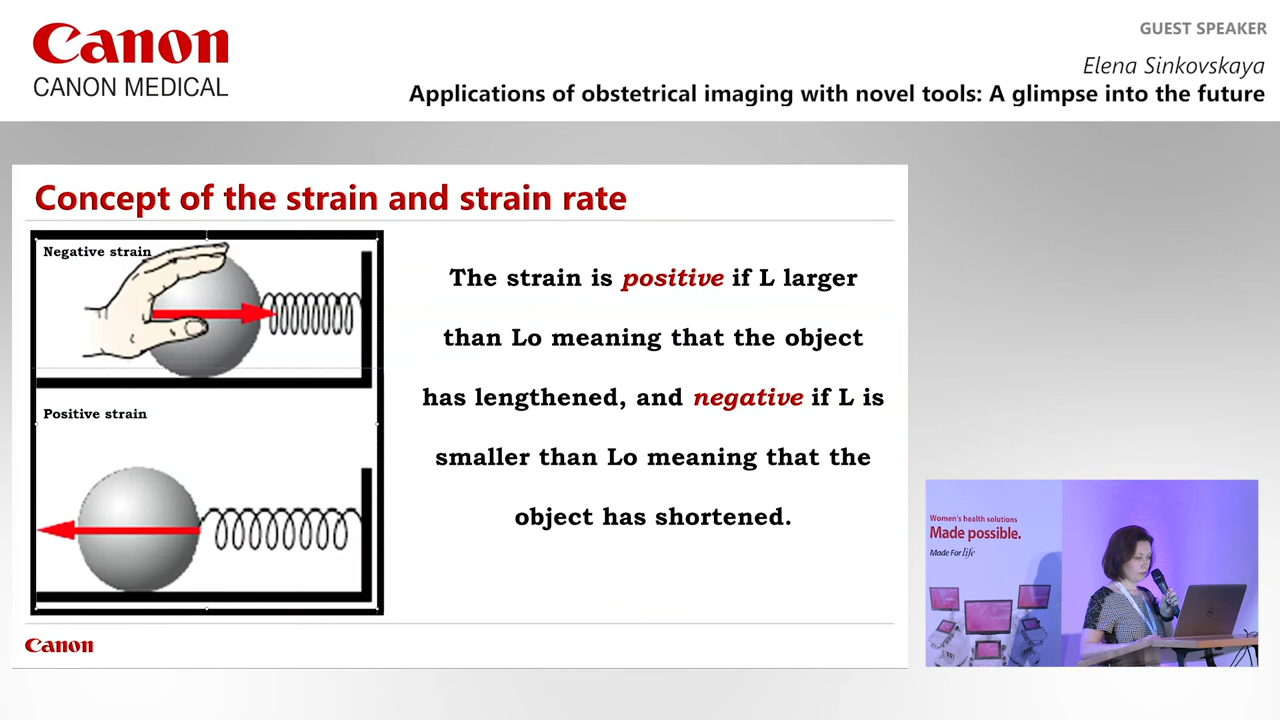 Canon
CANON MEDICAL
GUEST SPEAKER
Elena Sinkovskaya
Applications of obstetrical imaging with novel tools: A glimpse into the future
Concept of the strain and strain rate
Negative strain
Positive strain
The strain is positive if L larger
than Lo meaning that the object
has lengthened, and negative if L is
smaller than Lo meaning that the
object has shortened.
Canon
Women's health solutions
Made possible.
Made For life